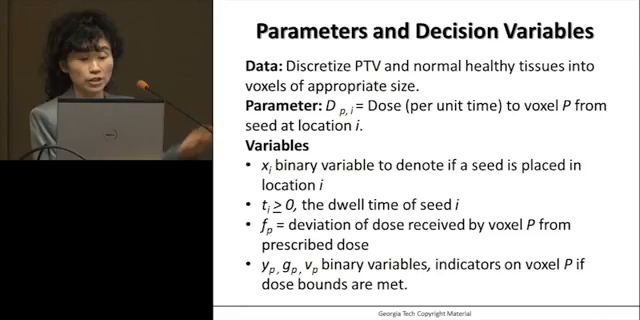 Parameters and Decision Variables
Data: Discretize PTV and normal healthy tissues into
voxels of appropriate size.
Parameter: D p,i = Dose (per unit time) to voxel P from
seed at location i.
Variables
• xi binary variable to denote if a seed is placed in
location i
• ti ≥ 0, the dwell time of seed i
• fp = deviation of dose received by voxel P from
prescribed dose
• yp, gp, vp binary variables, indicators on voxel P if
dose bounds are met.
Georgia Tech Copyright Material
DELL